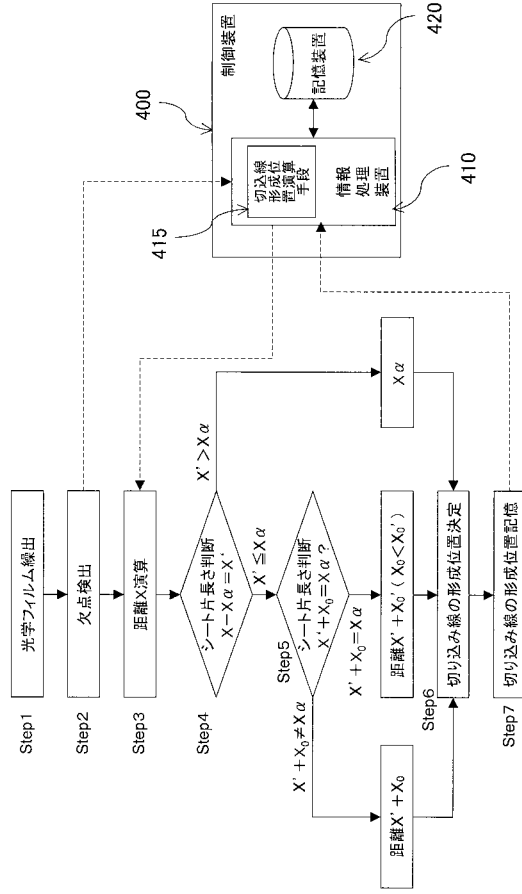 Step1
光学フィルム繰出
Step2
欠点検出
Step3
距離X演算
Step4
シート片長さ判断
X-Xα=X'
X'>Xα
X'≦Xα
Step5
シート片長さ判断
X'+X₀=Xα?
X'+X₀≠Xα
X'+X₀=Xα
距離X'+X₀
距離X'+X₀'(X₀<X₀')
Xα
Step6
切り込み線の形成位置決定
Step7
切り込み線の形成位置記憶
400
制御装置
415
切込線
形成位
置演算
手段
情報
処理
装置
410
記憶装置
420